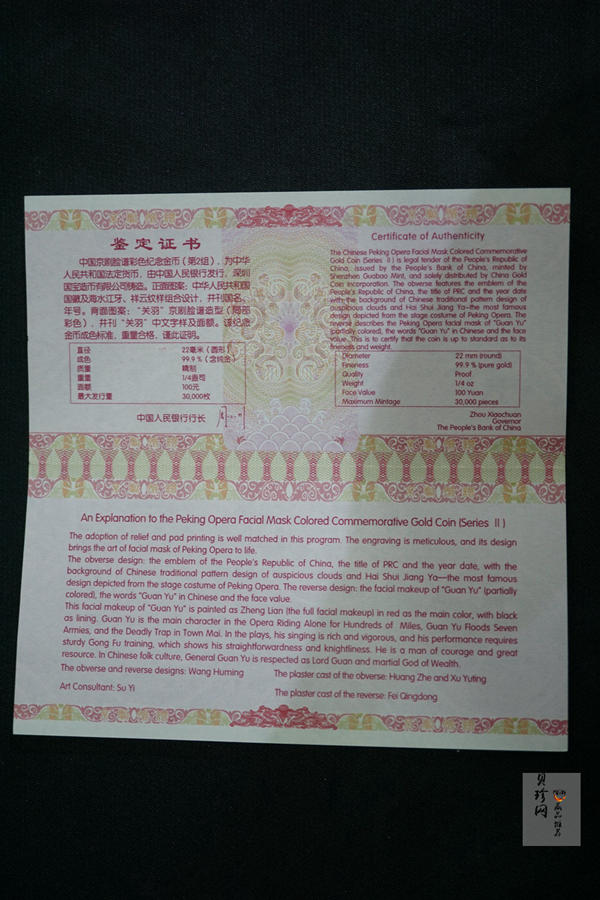 鉴定证书
中国京剧脸谱彩色纪念金币（第2组），为中华
人民共和国法定货币，由中国人民银行发行，深圳
国宝造币有限公司铸造。正面图案：中华人民共和国
国徽及海水江牙、祥云纹样组合设计，并刊国名、
年号。背面图案：“关羽”京剧脸谱造型（局部
彩色），并刊“关羽”中文字样及面额。该纪念
金币成色标准，重量合格，谨此证明。
直径 22毫米（圆形）
成色 99.9%（含纯金）
质量 精制
重量 1/4盎司
面额 100元
最大发行量 30,000枚
中国人民银行行长
Certificate of Authenticity
The Chinese Peking Opera Facial Mask Colored Commemorative
Gold Coin (Series Ⅱ) is legal tender of the People's Republic of
China, issued by the People's Bank of China, minted by
Shenzhen Guobao Mint, and solely distributed by China Gold
Coin Incorporation. The obverse features the emblem of the
People's Republic of China, the title of PRC and the year date
with the background of Chinese traditional pattern design of
auspicious clouds and Hai Shui Jiang Ya—the most famous
design depicted from the stage costume of Peking Opera. The
reverse describes the Peking Opera facial mask of "Guan Yu"
(partially colored), the words "Guan Yu" in Chinese and the face
value. This is to certify that the coin is up to standard as to its
fineness and weight.
Diameter 22 mm (round)
Fineness 99.9 % (pure gold)
Quality Proof
Weight 1/4 oz
Face Value 100 Yuan
Maximum Mintage 30,000 pieces
Zhou Xiaochuan
Governor
The People's Bank of China
An Explanation to the Peking Opera Facial Mask Colored Commemorative Gold Coin (Series Ⅱ)
The adoption of relief and pad printing is well matched in this program. The engraving is meticulous, and its design
brings the art of facial mask of Peking Opera to life.
The obverse design: the emblem of the People's Republic of China, the title of PRC and the year date, with the
background of Chinese traditional pattern design of auspicious clouds and Hai Shui Jiang Ya—the most famous
design depicted from the stage costume of Peking Opera. The reverse design: the facial makeup of "Guan Yu" (partially
colored), the words "Guan Yu" in Chinese and the face value.
This facial makeup of "Guan Yu" is painted as Zheng Lian (the full facial makeup) in red as the main color, with black
as lining. Guan Yu is the main character in the Opera Riding Alone for Hundreds of Miles, Guan Yu Floods Seven
Armies, and the Deadly Trap in Town Mai. In the plays, his singing is rich and vigorous, and his performance requires
sturdy Gong Fu training, which shows his straightforwardness and knightliness. He is a man of courage and great
resource. In Chinese folk culture, General Guan Yu is respected as Lord Guan and martial God of Wealth.
The obverse and reverse designs: Wang Huming
The plaster cast of the obverse: Huang Zhe and Xu Yuting
Art Consultant: Su Yi
The plaster cast of the reverse: Fei Qingdong
贝珍网
商品推荐